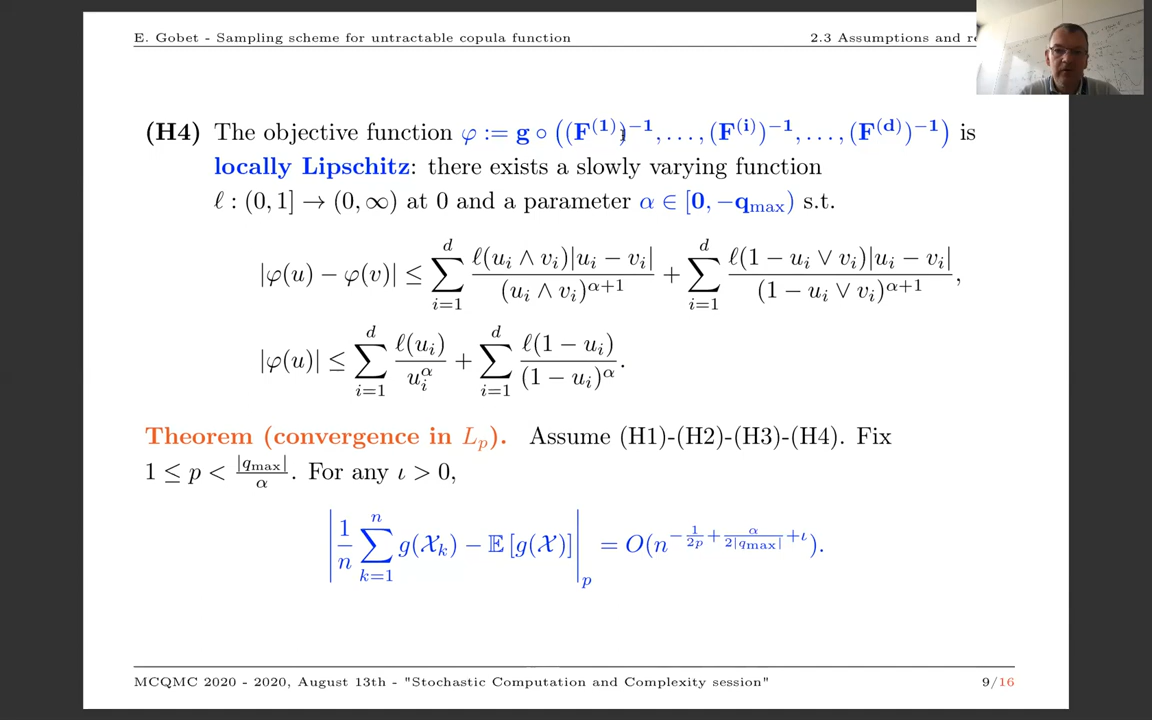 E. Gobet - Sampling scheme for untractable copula function 2.3 Assumptions and re
(H4) The objective function φ := g ∘ ((F^(1))^−1, . . . , (F^(i))^−1, . . . , (F^(d))^−1) is
locally Lipschitz: there exists a slowly varying function
ℓ : (0, 1] → (0, ∞) at 0 and a parameter α ∈ [0, −q_max) s.t.
|φ(u) − φ(v)| ≤ ∑_{i=1}^{d} ℓ(u_i ∧ v_i)|u_i − v_i| / (u_i ∧ v_i)^{α+1} + ∑_{i=1}^{d} ℓ(1 − u_i ∨ v_i)|u_i − v_i| / (1 − u_i ∨ v_i)^{α+1},
|φ(u)| ≤ ∑_{i=1}^{d} ℓ(u_i) / u_i^α + ∑_{i=1}^{d} ℓ(1 − u_i) / (1 − u_i)^α.
Theorem (convergence in L_p). Assume (H1)-(H2)-(H3)-(H4). Fix
1 ≤ p < |q_max| / α. For any ι > 0,
|1/n ∑_{k=1}^{n} g(𝒳_k) − 𝔼 [g(𝒳)]|_p = O(n^{−1/(2p) + α/(2|q_max|) + ι}).
MCQMC 2020 - 2020, August 13th - "Stochastic Computation and Complexity session" 9/16